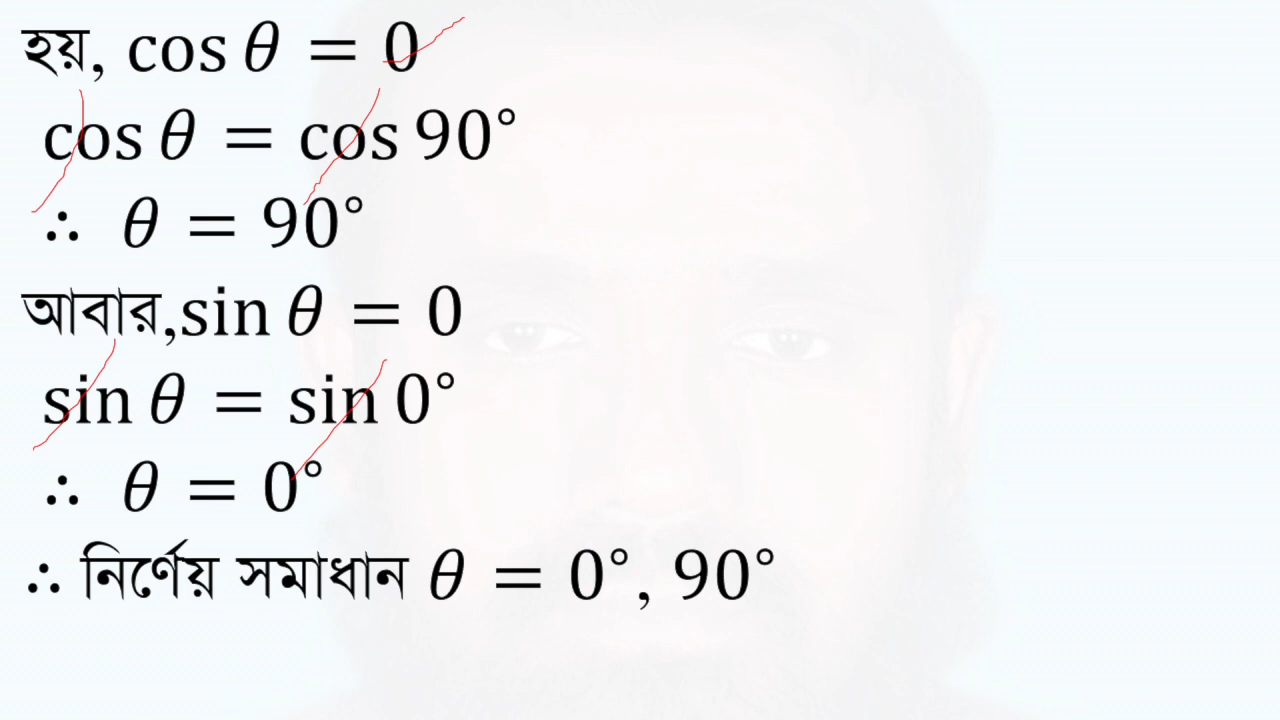 হয়, cos θ = 0
cos θ = cos 90°
∴ θ = 90°
আবার,sin θ = 0
sin θ = sin 0°
∴ θ = 0°
∴ নির্ণেয় সমাধান θ = 0°, 90°